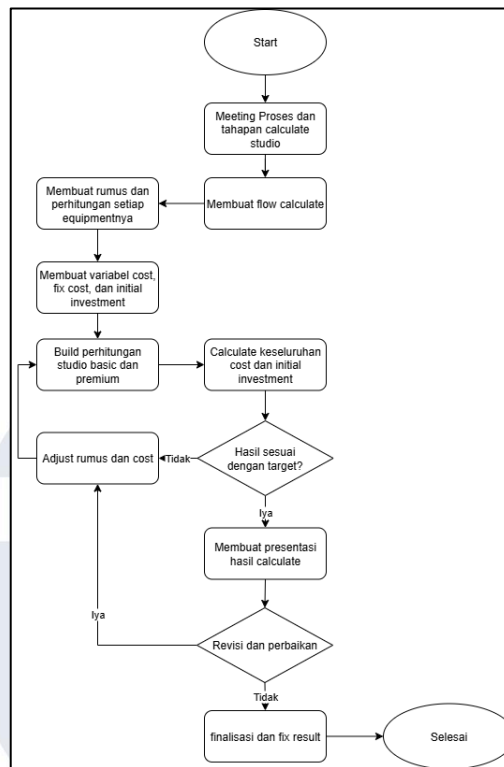 Start
Meeting Proses dan
tahapan calculate
studio
Membuat flow calculate
Membuat rumus dan
perhitungan setiap
equipmentnya
Membuat variabel cost,
fix cost, dan initial
investment
Build perhitungan
studio basic dan
premium
Calculate keseluruhan
cost dan initial
investment
Hasil sesuai
dengan target?
Tidak
Adjust rumus dan cost
Iya
Membuat presentasi
hasil calculate
Revisi dan perbaikan
Iya
Tidak
finalisasi dan fix result
Selesai